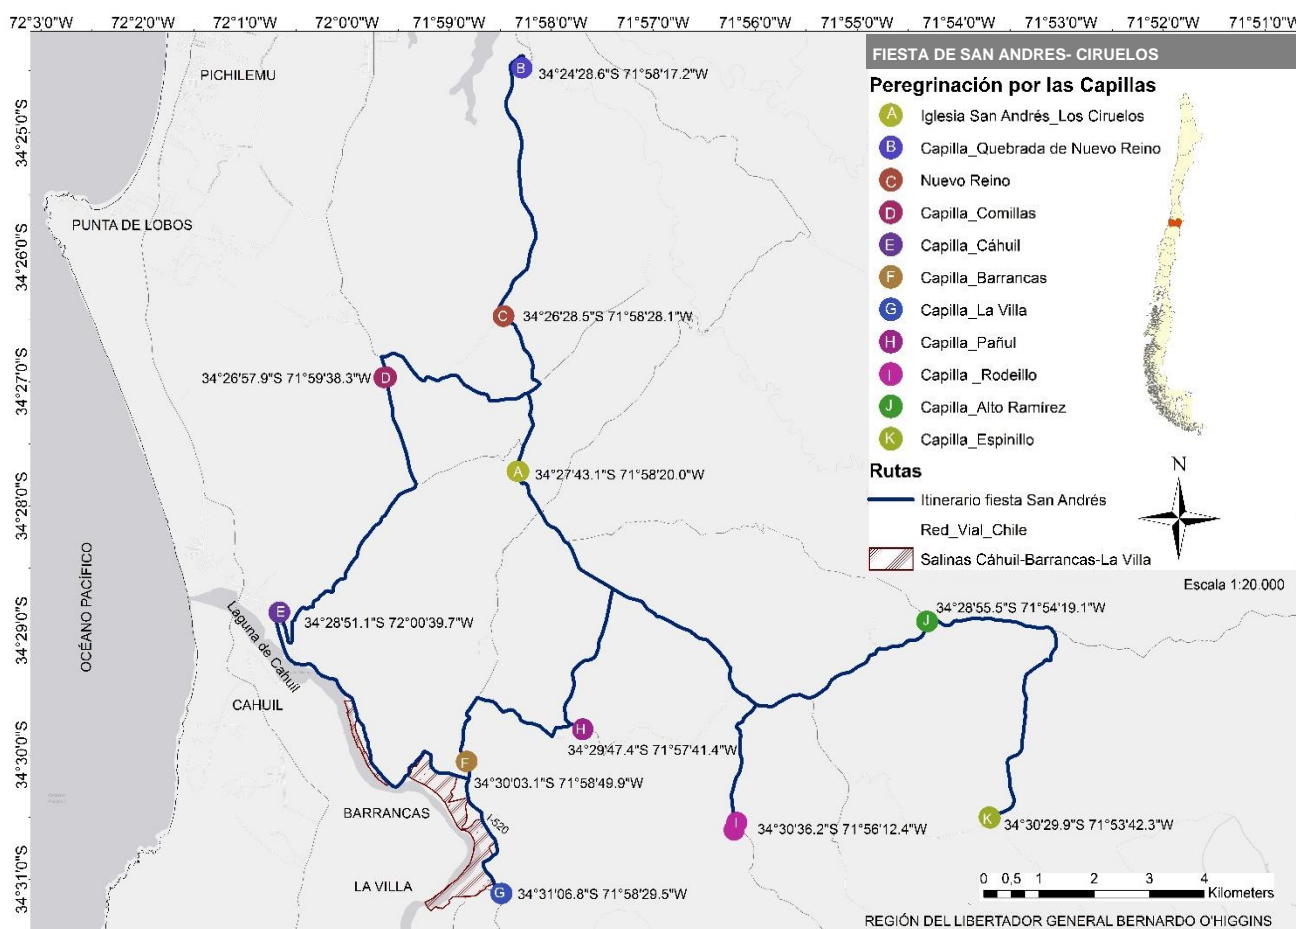 72°3'0"W 72°2'0"W 72°1'0"W 72°0'0"W 71°59'0"W 71°58'0"W 71°57'0"W 71°56'0"W 71°55'0"W 71°54'0"W 71°53'0"W 71°52'0"W 71°51'0"W
FIESTA DE SAN ANDRES- CIRUELOS
Peregrinación por las Capillas
A Iglesia San Andrés_Los Ciruelos
B Capilla_Quebrada de Nuevo Reino
C Nuevo Reino
D Capilla_Comillas
E Capilla_Cáhuil
F Capilla_Barrancas
G Capilla_La Villa
H Capilla_Pañul
I Capilla _Rodeillo
J Capilla_Alto Ramírez
K Capilla_Espinillo
Rutas
Itinerario fiesta San Andrés
Red_Vial_Chile
Salinas Cáhuil-Barrancas-La Villa
N
Escala 1:20.000
PICHILEMU
B 34°24'28.6"S 71°58'17.2"W
34°25'0"S
PUNTA DE LOBOS
34°26'0"S
C 34°26'28.5"S 71°58'28.1"W
34°27'0"S
34°26'57.9"S 71°59'38.3"W D
A 34°27'43.1"S 71°58'20.0"W
34°28'0"S
OCÉANO PACÍFICO
34°29'0"S
E 34°28'51.1"S 72°00'39.7"W
34°28'55.5"S 71°54'19.1"W
J
Laguna de Cahuil
CAHUIL
H
34°29'47.4"S 71°57'41.4"W
34°30'0"S
F
34°30'03.1"S 71°58'49.9"W
BARRANCAS
I-520
I
34°30'36.2"S 71°56'12.4"W
K 34°30'29.9"S 71°53'42.3"W
34°31'0"S
LA VILLA
G 34°31'06.8"S 71°58'29.5"W
0 0,5 1 2 3 4
Kilometers
REGIÓN DEL LIBERTADOR GENERAL BERNARDO O'HIGGINS